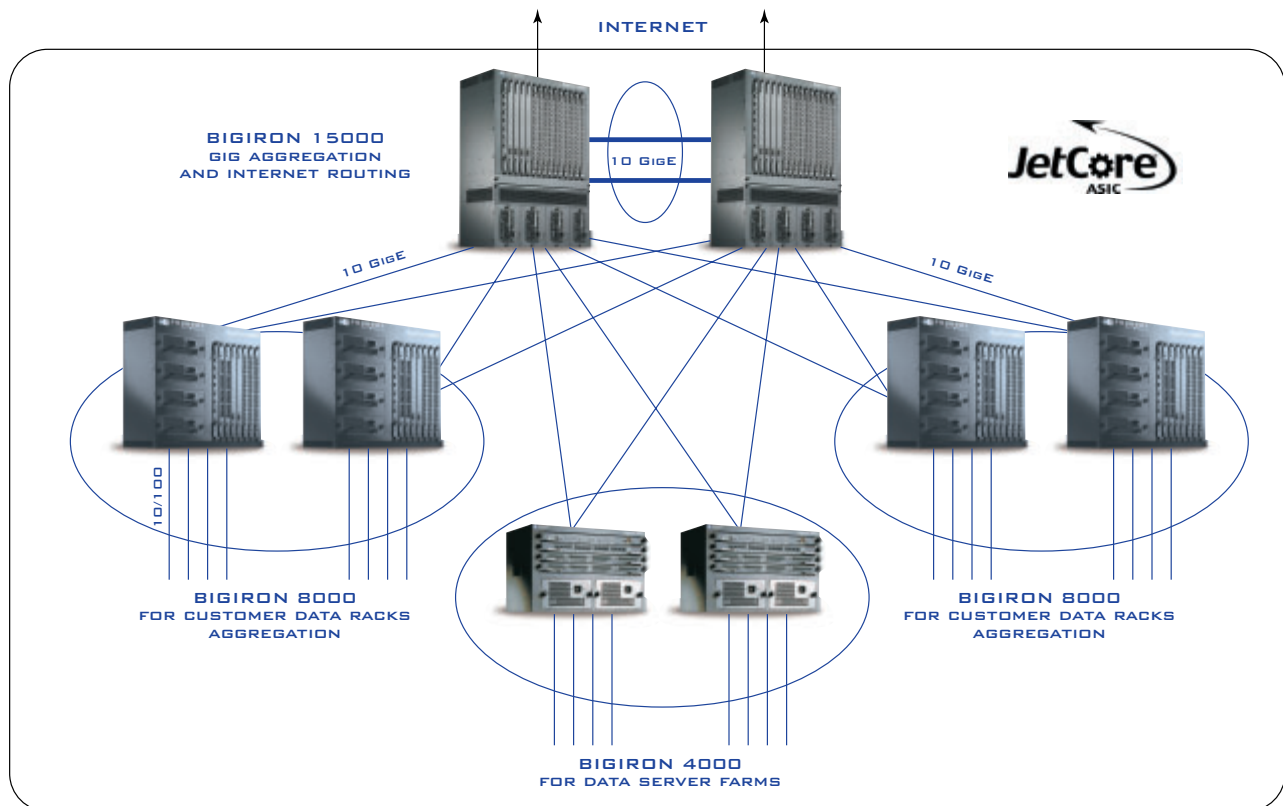 INTERNET
BIGIRON 15000
GIG AGGREGATION
AND INTERNET ROUTING
10 GIGE
JetCore
ASIC
10 GIGE
10 GIGE
10/100
BIGIRON 8000
FOR CUSTOMER DATA RACKS
AGGREGATION
BIGIRON 8000
FOR CUSTOMER DATA RACKS
AGGREGATION
BIGIRON 4000
FOR DATA SERVER FARMS